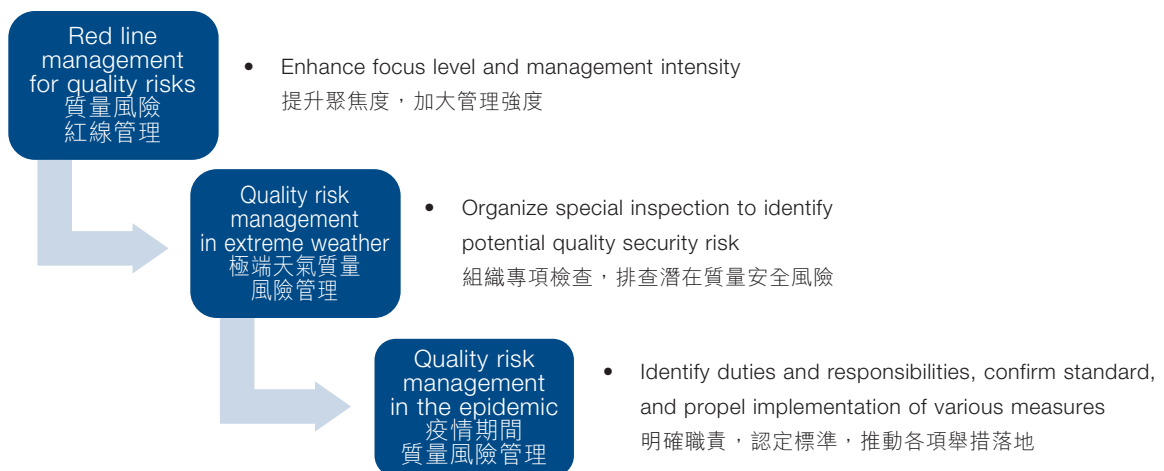 Red line
management
for quality risks
質量風險
紅線管理
• Enhance focus level and management intensity
提升聚焦度，加大管理強度
Quality risk
management
in extreme weather
極端天氣質量
風險管理
• Organize special inspection to identify
potential quality security risk
組織專項檢查，排查潛在質量安全風險
Quality risk
management
in the epidemic
疫情期間
質量風險管理
• Identify duties and responsibilities, confirm standard,
and propel implementation of various measures
明確職責，認定標準，推動各項舉措落地